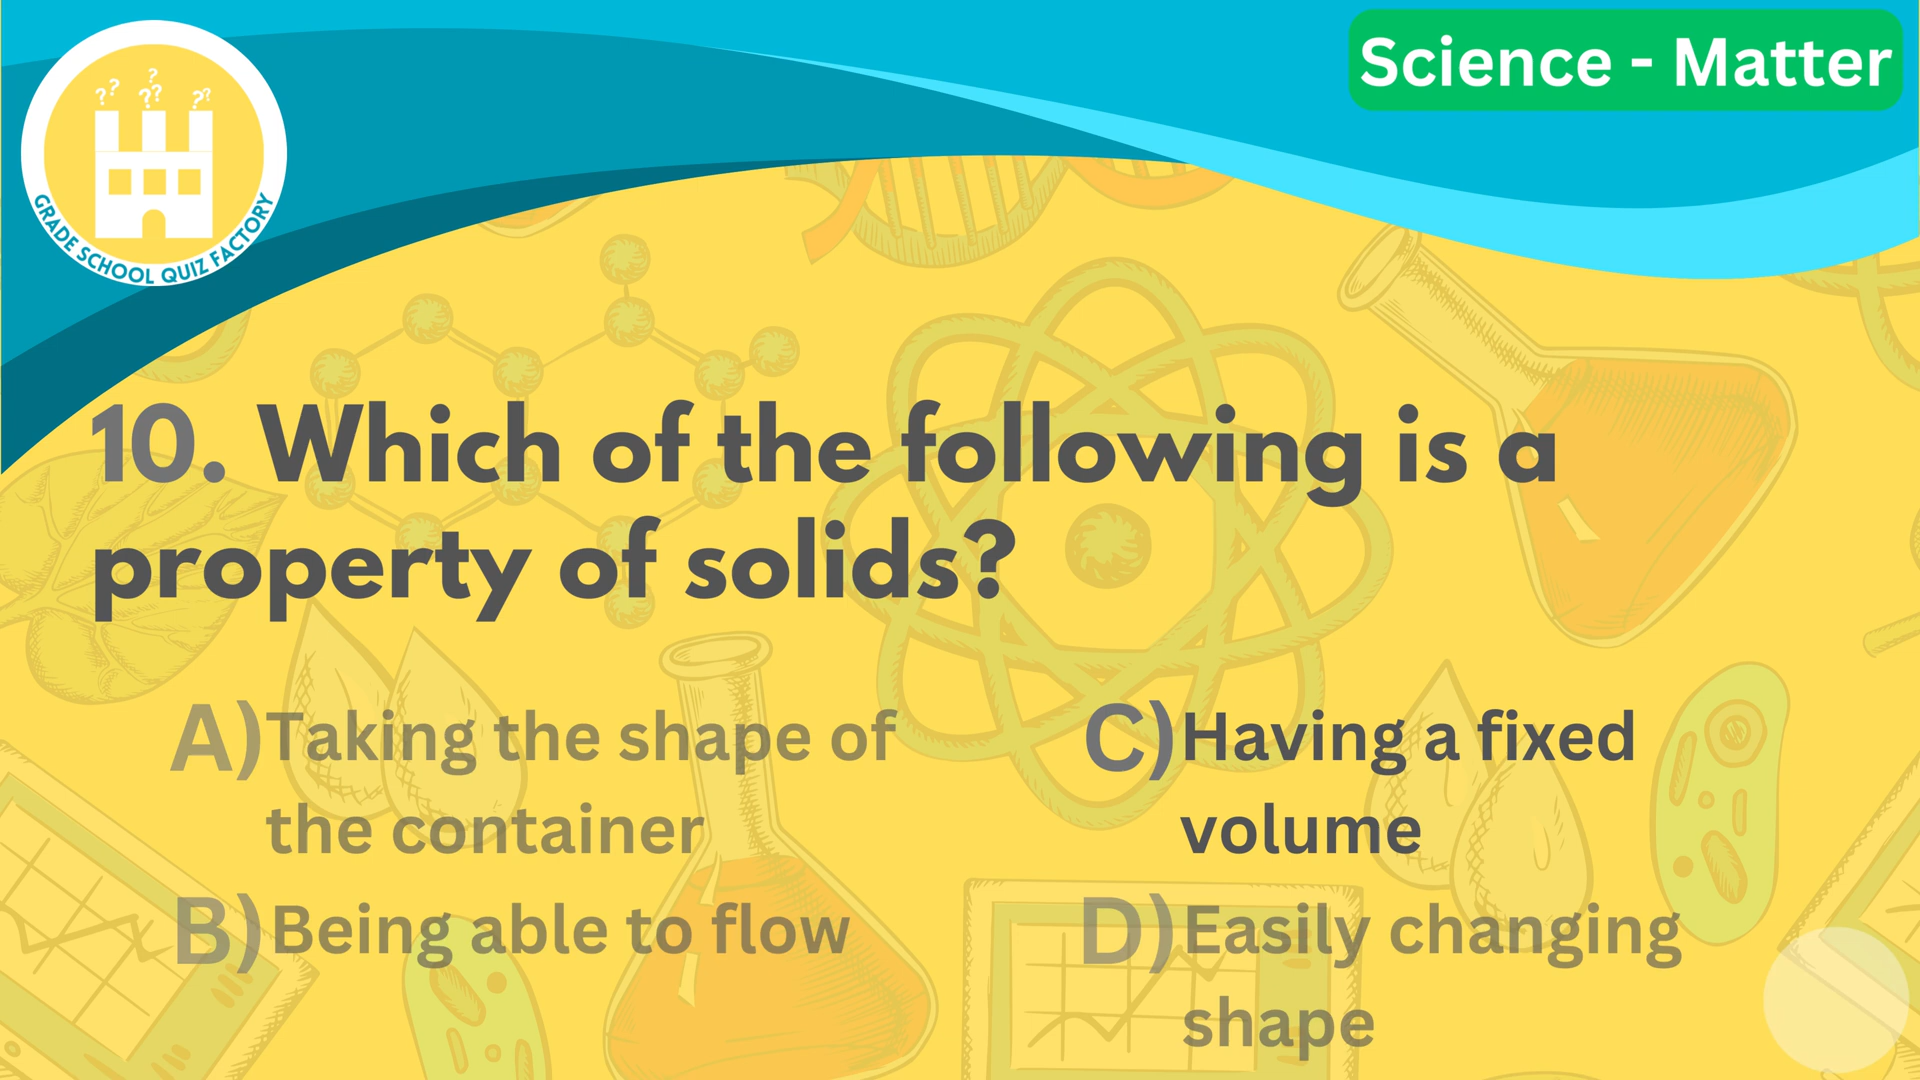 ? ? ? ? ? ? ?
GRADE SCHOOL QUIZ FACTORY
Science - Matter
10. Which of the following is a
property of solids?
A) Taking the shape of
the container
B) Being able to flow
C) Having a fixed
volume
D) Easily changing
shape